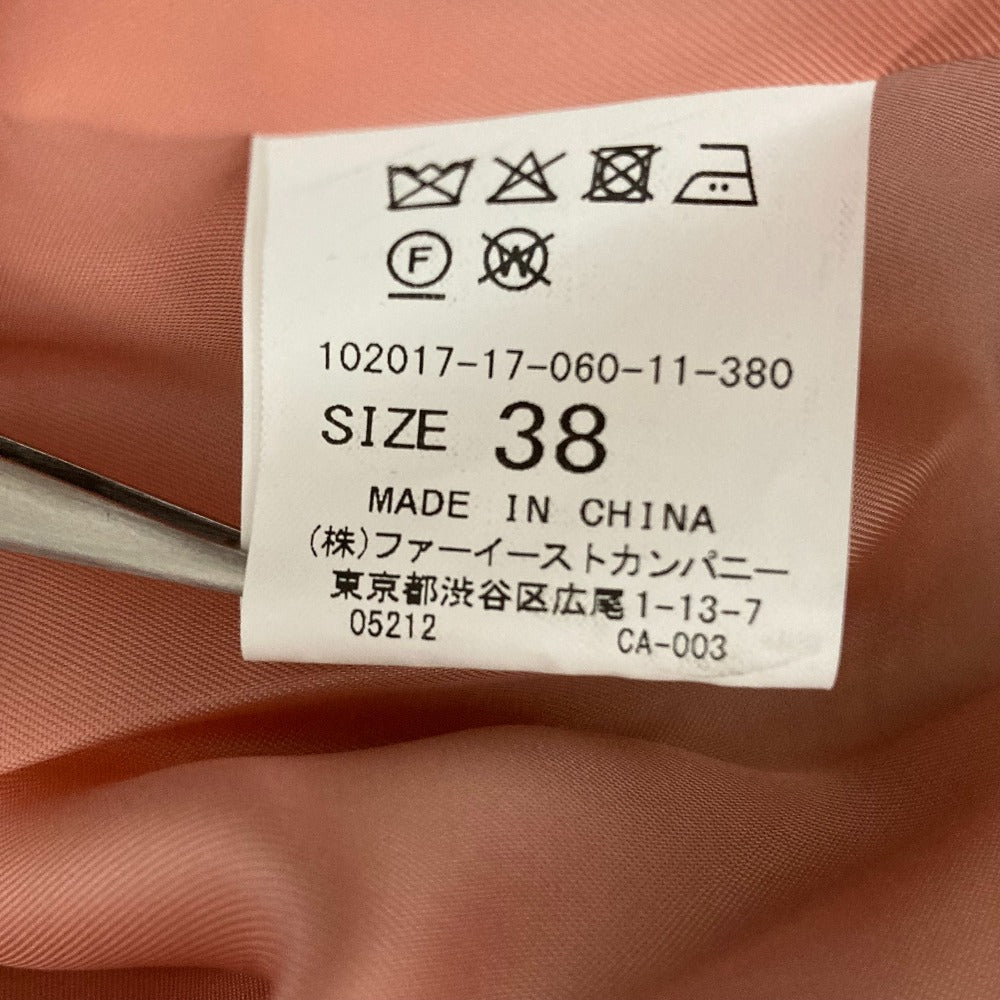 F W
102017-17-060-11-380
SIZE 38
MADE IN CHINA
(株)ファーイーストカンパニー
東京都渋谷区広尾1-13-7
05212 CA-003